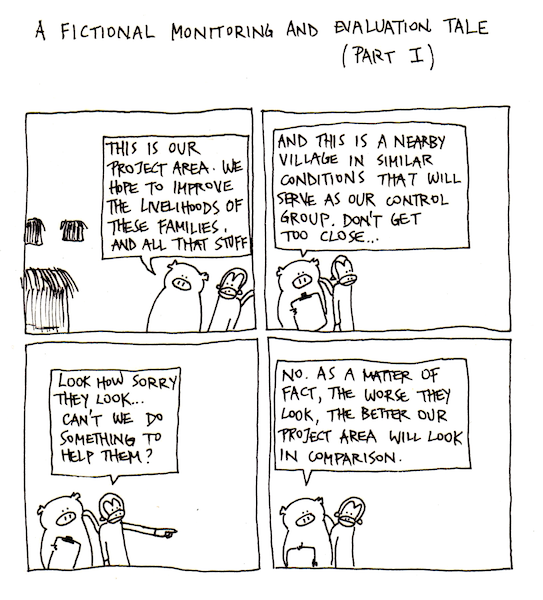 A FICTIONAL MONITORING AND EVALUATION TALE
(PART I)
THIS IS OUR
PROJECT AREA. WE
HOPE TO IMPROVE
THE LIVELIHOODS OF
THESE FAMILIES,
AND ALL THAT STUFF
AND THIS IS A NEARBY
VILLAGE IN SIMILAR
CONDITIONS THAT WILL
SERVE AS OUR CONTROL
GROUP. DON'T GET
TOO CLOSE...
LOOK HOW SORRY
THEY LOOK...
CAN'T WE DO
SOMETHING TO
HELP THEM?
NO. AS A MATTER OF
FACT, THE WORSE THEY
LOOK, THE BETTER OUR
PROJECT AREA WILL LOOK
IN COMPARISON.